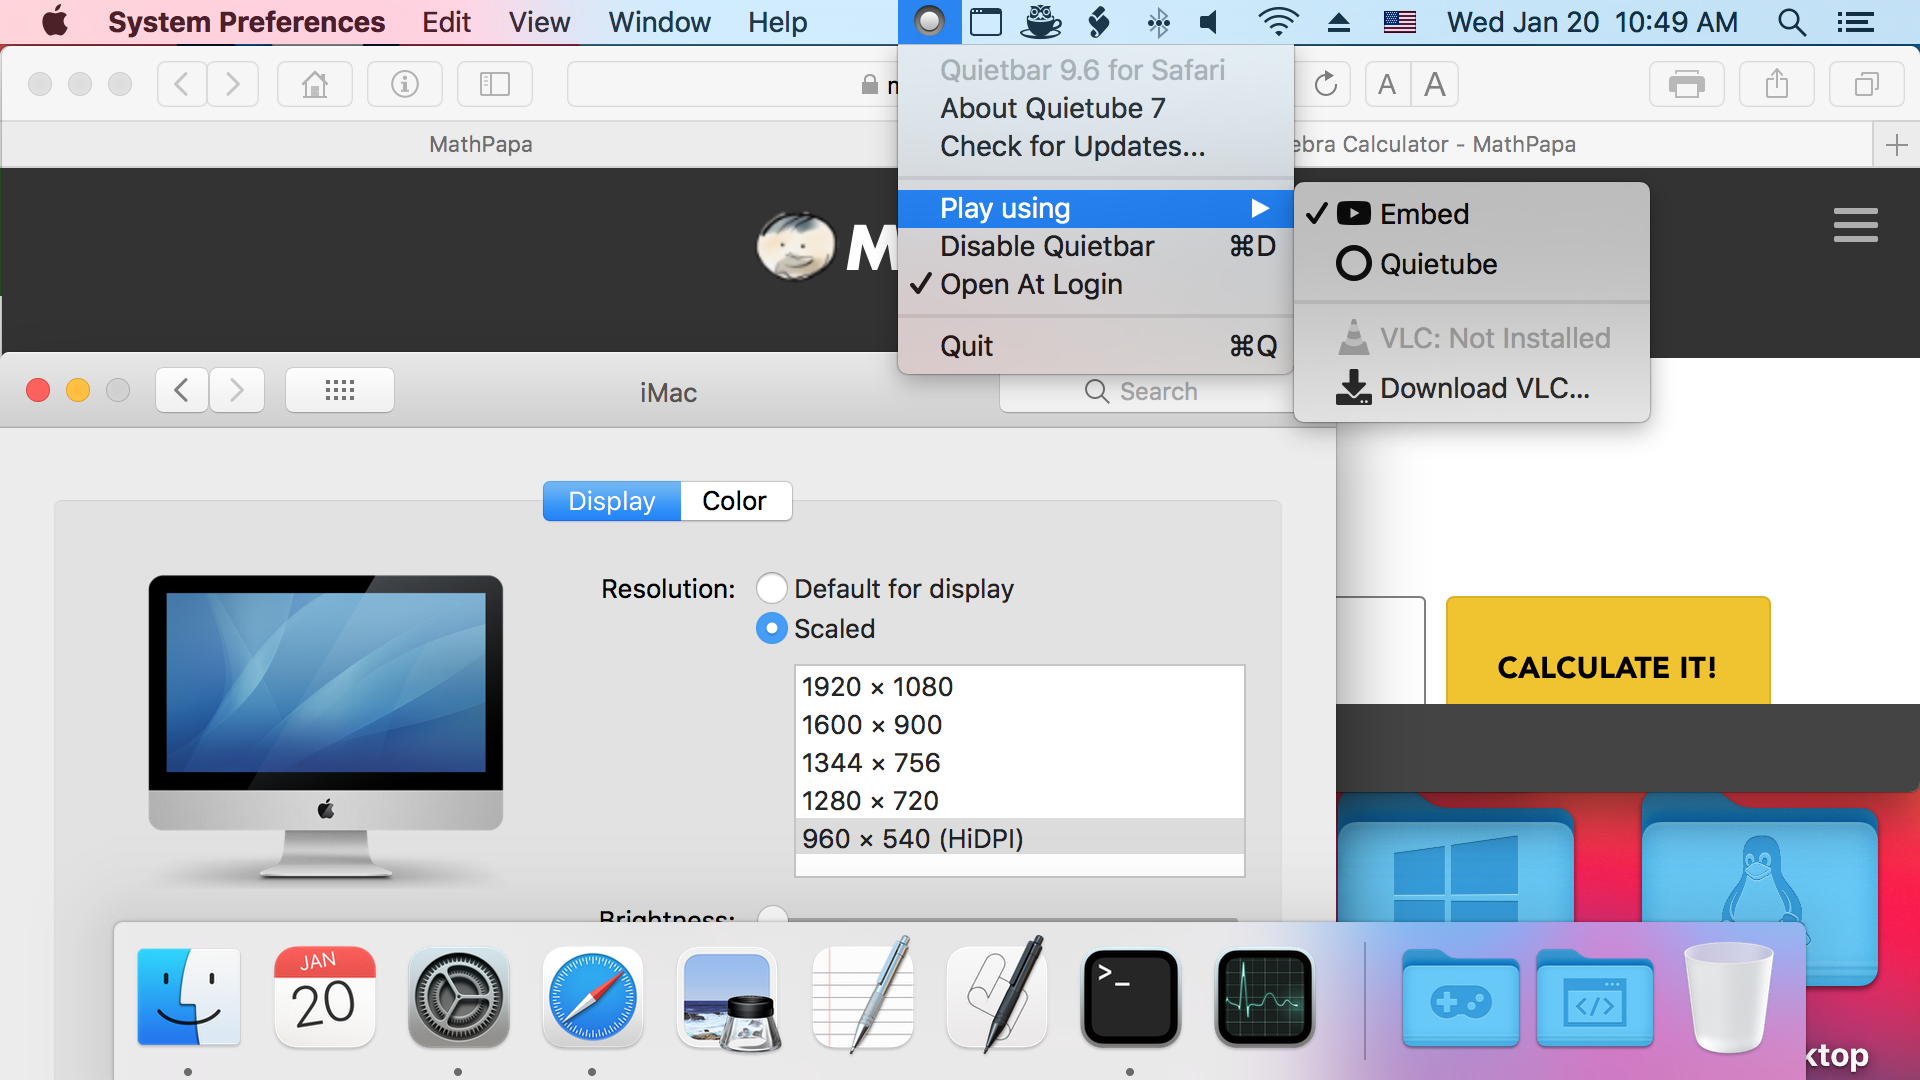 System Preferences Edit View Window Help Wed Jan 20 10:49 AM
A A
MathPapa
ebra Calculator - MathPapa
Quietbar 9.6 for Safari
About Quietube 7
Check for Updates...
Play using
Disable Quietbar ⌘D
✓ Open At Login
Quit ⌘Q
✓ Embed
Quietube
VLC: Not Installed
Download VLC...
M
iMac
Search
Display Color
Resolution: Default for display
Scaled
1920 × 1080
1600 × 900
1344 × 756
1280 × 720
960 × 540 (HiDPI)
Brightness:
CALCULATE IT!
JAN
20
>_
</>
ktop